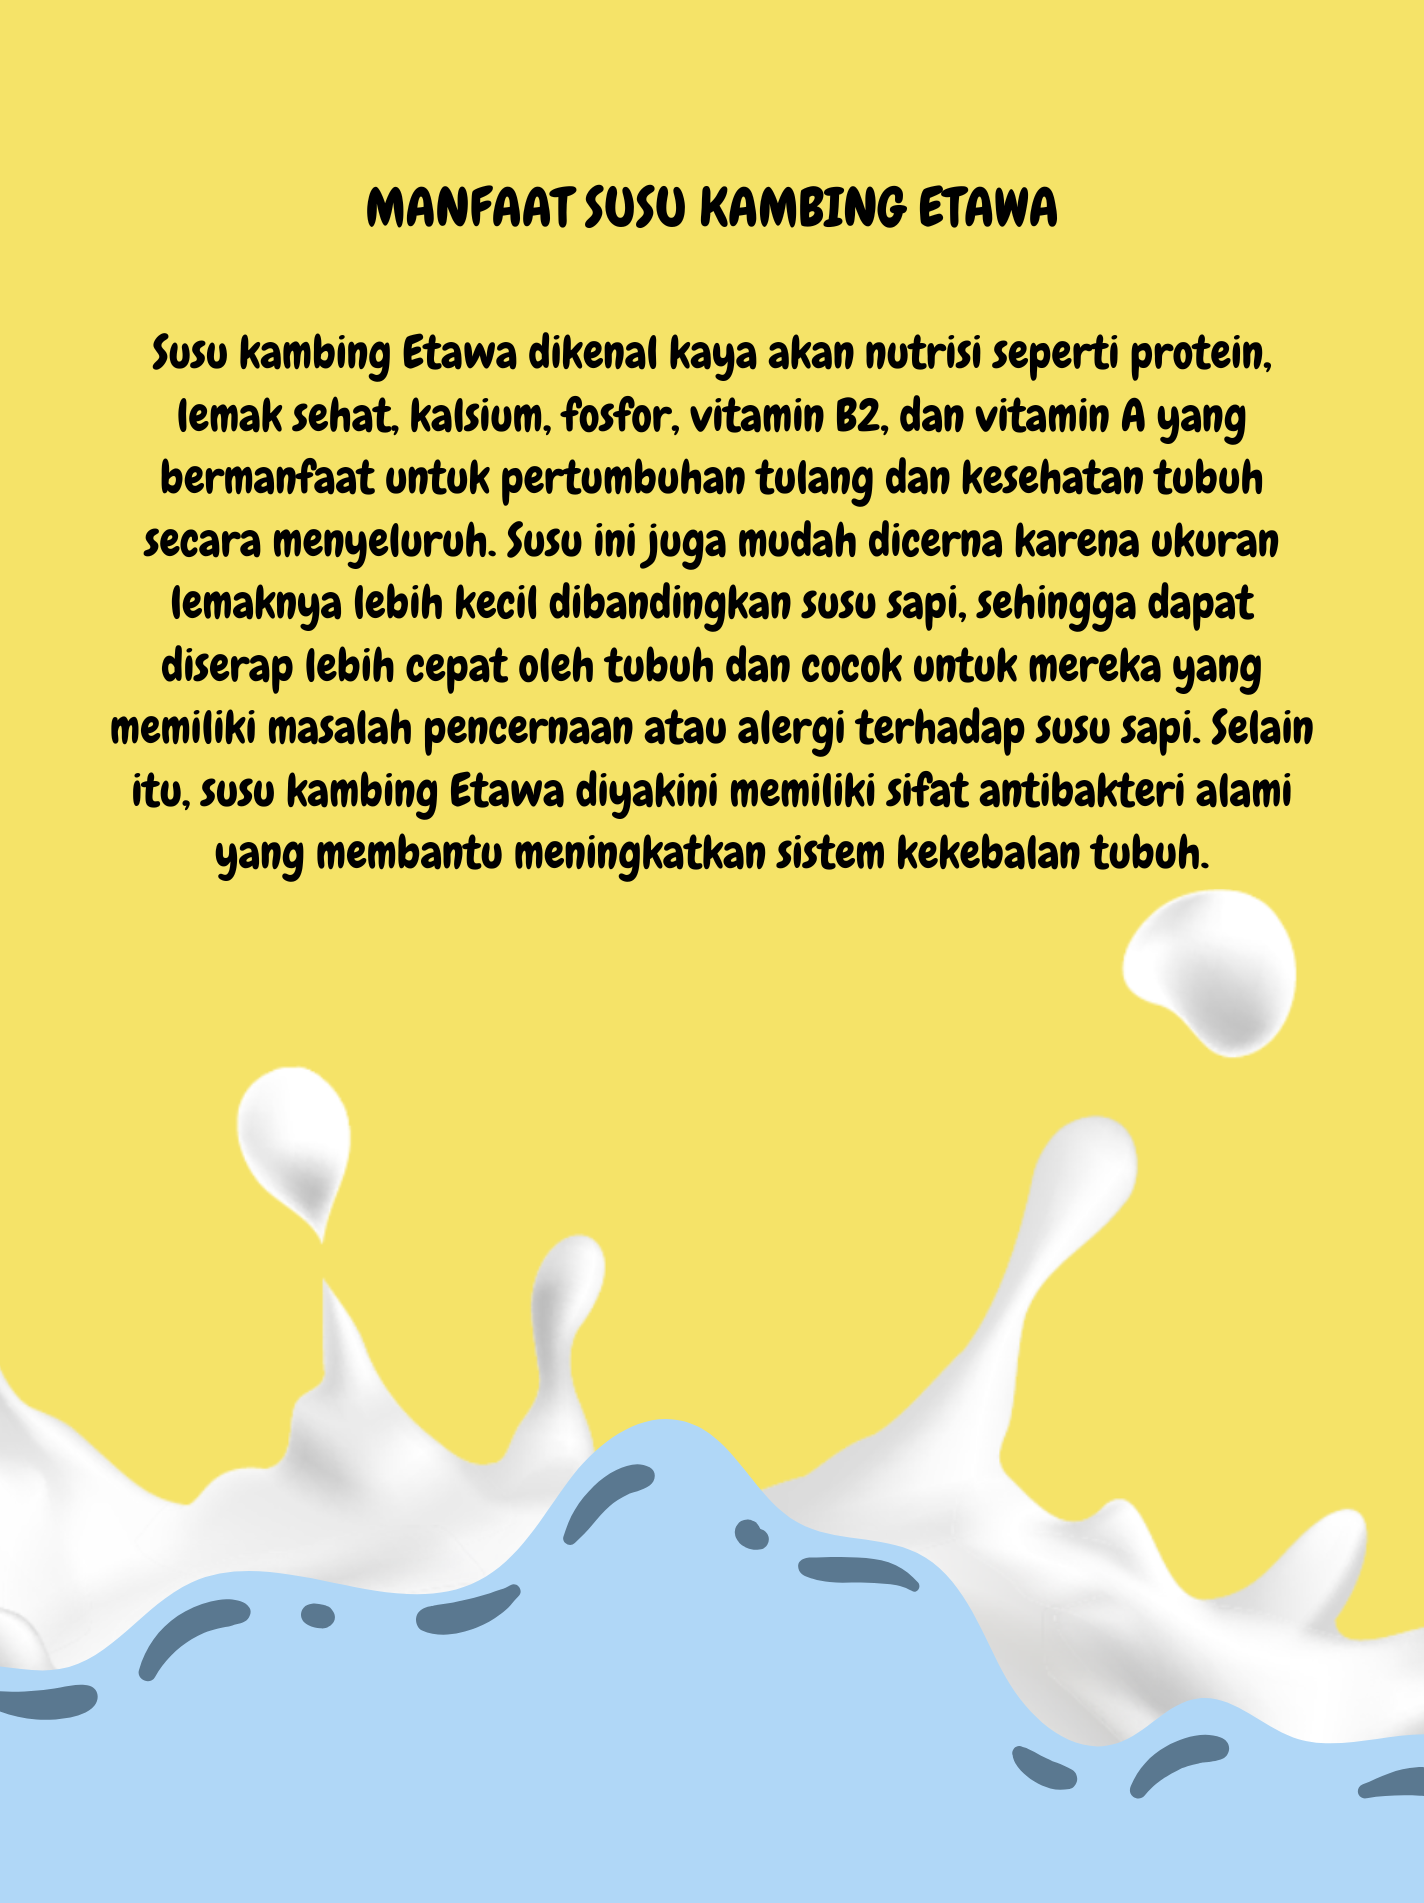 MANFAAT SUSU KAMBING ETAWA
Susu kambing Etawa dikenal kaya akan nutrisi seperti protein,
lemak sehat, kalsium, fosfor, vitamin B2, dan vitamin A yang
bermanfaat untuk pertumbuhan tulang dan kesehatan tubuh
secara menyeluruh. Susu ini juga mudah dicerna karena ukuran
lemaknya lebih kecil dibandingkan susu sapi, sehingga dapat
diserap lebih cepat oleh tubuh dan cocok untuk mereka yang
memiliki masalah pencernaan atau alergi terhadap susu sapi. Selain
itu, susu kambing Etawa diyakini memiliki sifat antibakteri alami
yang membantu meningkatkan sistem kekebalan tubuh.